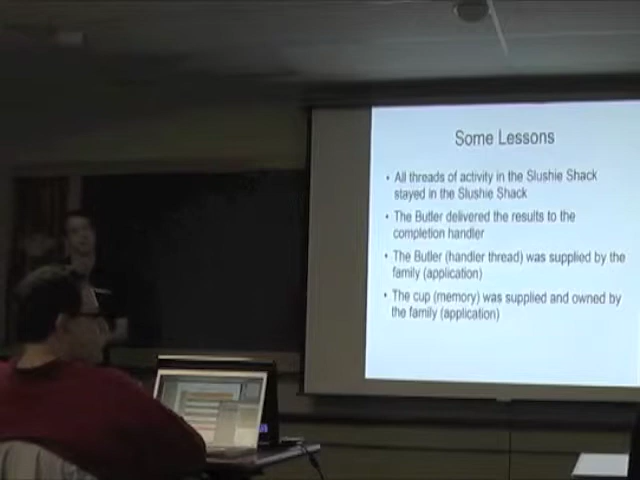 Some Lessons
• All threads of activity in the Slushie Shack
stayed in the Slushie Shack
• The Butler delivered the results to the
completion handler
• The Butler (handler thread) was supplied by the
family (application)
• The cup (memory) was supplied and owned by
the family (application)